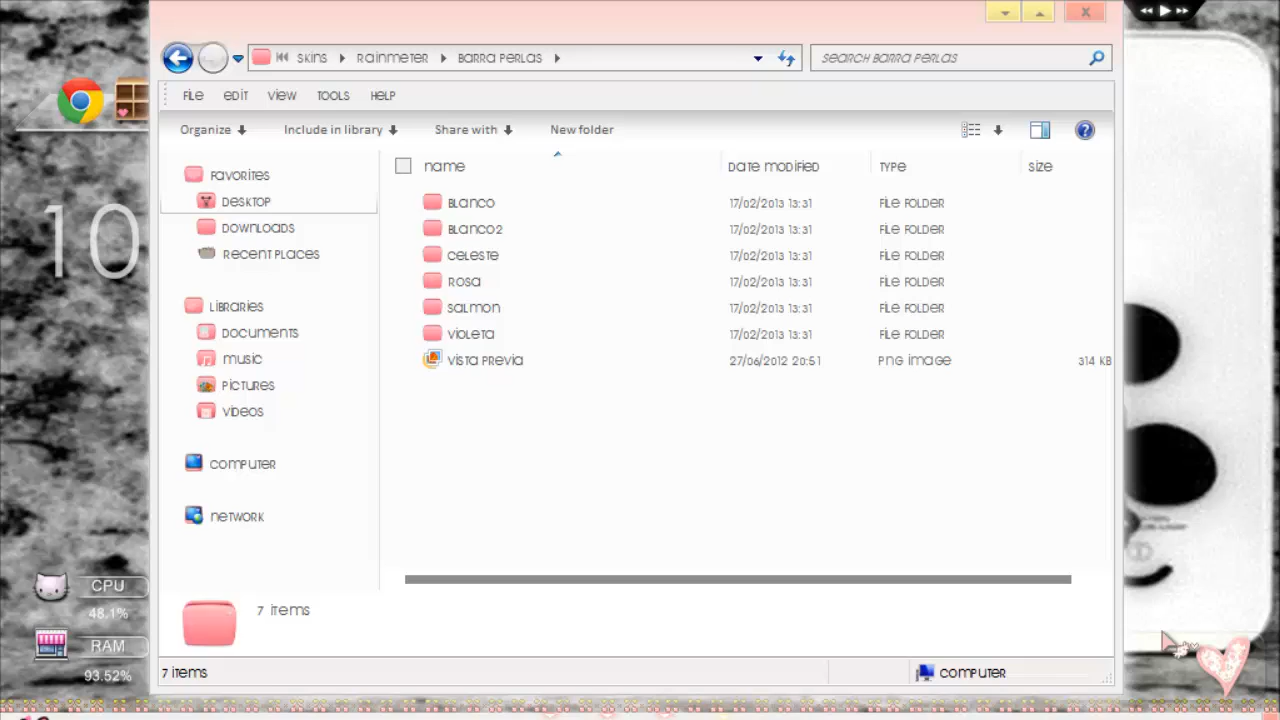 SKINS RAINMETER BARRA PERLAS
SEARCH BARRA PERLAS
FILE EDIT VIEW TOOLS HELP
Organize Include in library Share with New folder
NAME DATE MODIFIED TYPE SIZE
FAVORITES
DESKTOP
DOWNLOADS
RECENT PLACES
LIBRARIES
DOCUMENTS
MUSIC
PICTURES
VIDEOS
COMPUTER
NETWORK
BLANCO 17/02/2013 13:31 FILE FOLDER
BLANCO2 17/02/2013 13:31 FILE FOLDER
CELESTE 17/02/2013 13:31 FILE FOLDER
ROSA 17/02/2013 13:31 FILE FOLDER
SALMON 17/02/2013 13:31 FILE FOLDER
VIOLETA 17/02/2013 13:31 FILE FOLDER
VISTA PREVIA 27/06/2012 20:51 PNG IMAGE 314 KB
7 ITEMS
7 ITEMS
COMPUTER
10
CPU
48.1%
RAM
93.52%